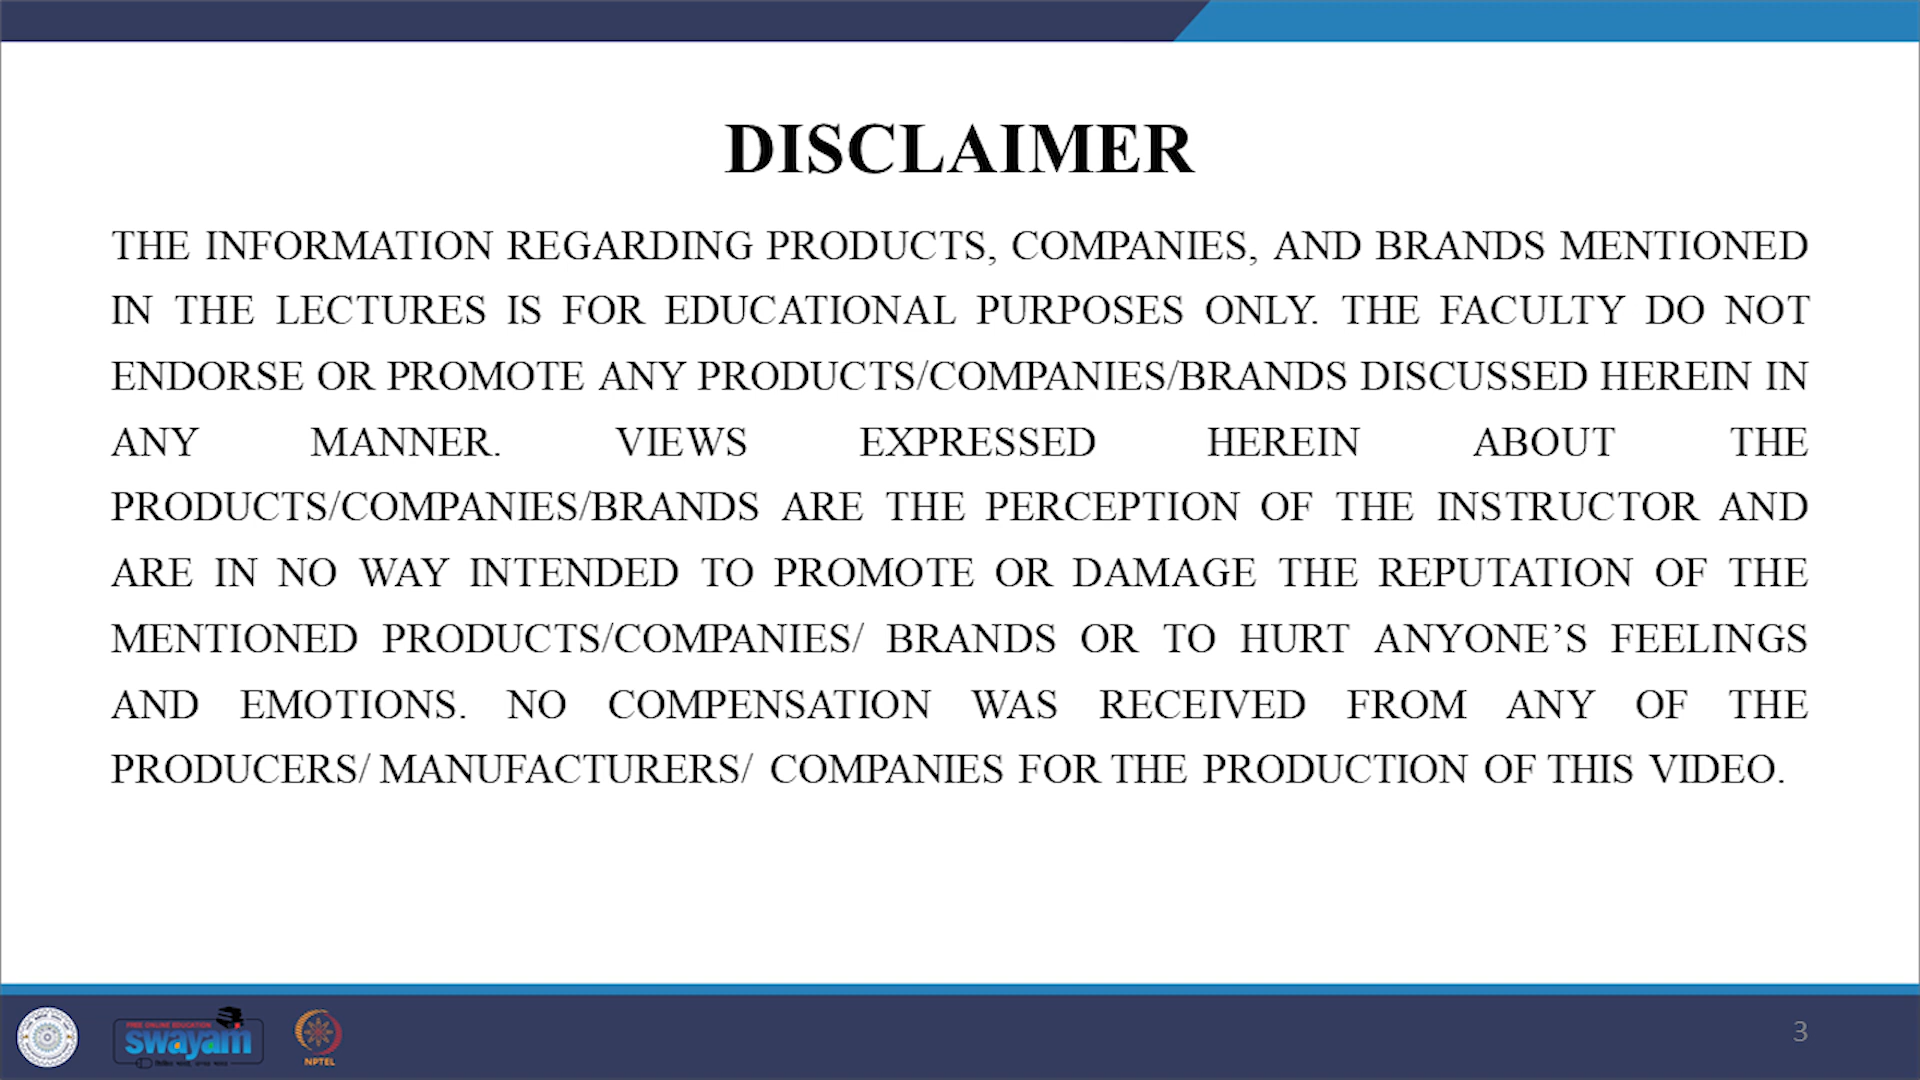 DISCLAIMER
THE INFORMATION REGARDING PRODUCTS, COMPANIES, AND BRANDS MENTIONED
IN THE LECTURES IS FOR EDUCATIONAL PURPOSES ONLY. THE FACULTY DO NOT
ENDORSE OR PROMOTE ANY PRODUCTS/COMPANIES/BRANDS DISCUSSED HEREIN IN
ANY MANNER. VIEWS EXPRESSED HEREIN ABOUT THE
PRODUCTS/COMPANIES/BRANDS ARE THE PERCEPTION OF THE INSTRUCTOR AND
ARE IN NO WAY INTENDED TO PROMOTE OR DAMAGE THE REPUTATION OF THE
MENTIONED PRODUCTS/COMPANIES/ BRANDS OR TO HURT ANYONE’S FEELINGS
AND EMOTIONS. NO COMPENSATION WAS RECEIVED FROM ANY OF THE
PRODUCERS/ MANUFACTURERS/ COMPANIES FOR THE PRODUCTION OF THIS VIDEO.
FREE ONLINE EDUCATION
swayam
NPTEL
3